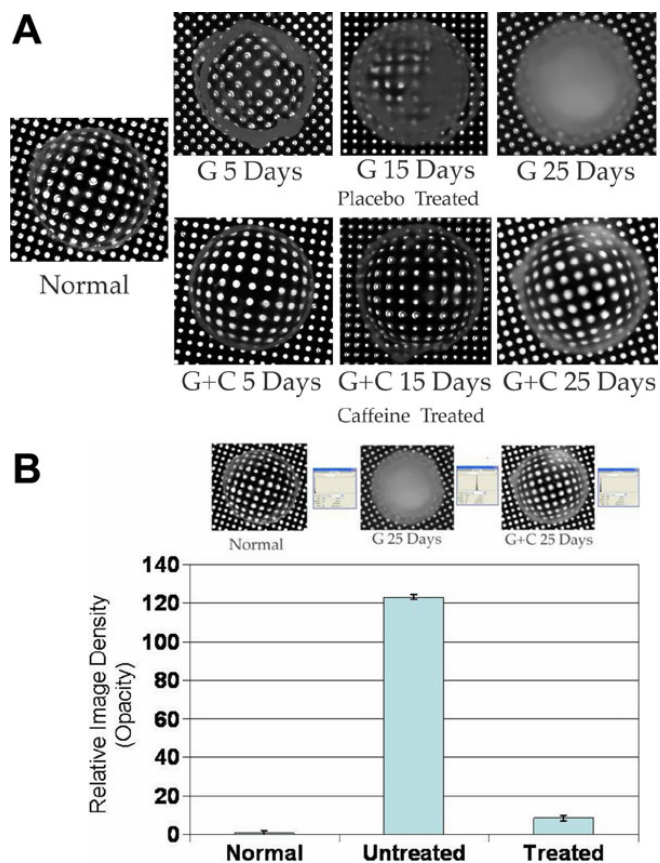 A
G 5 Days
G 15 Days
G 25 Days
Placebo Treated
Normal
G+C 5 Days
G+C 15 Days
G+C 25 Days
Caffeine Treated
B
Normal
G 25 Days
G+C 25 Days
Relative Image Density
(Opacity)
140
120
100
80
60
40
20
0
Normal
Untreated
Treated